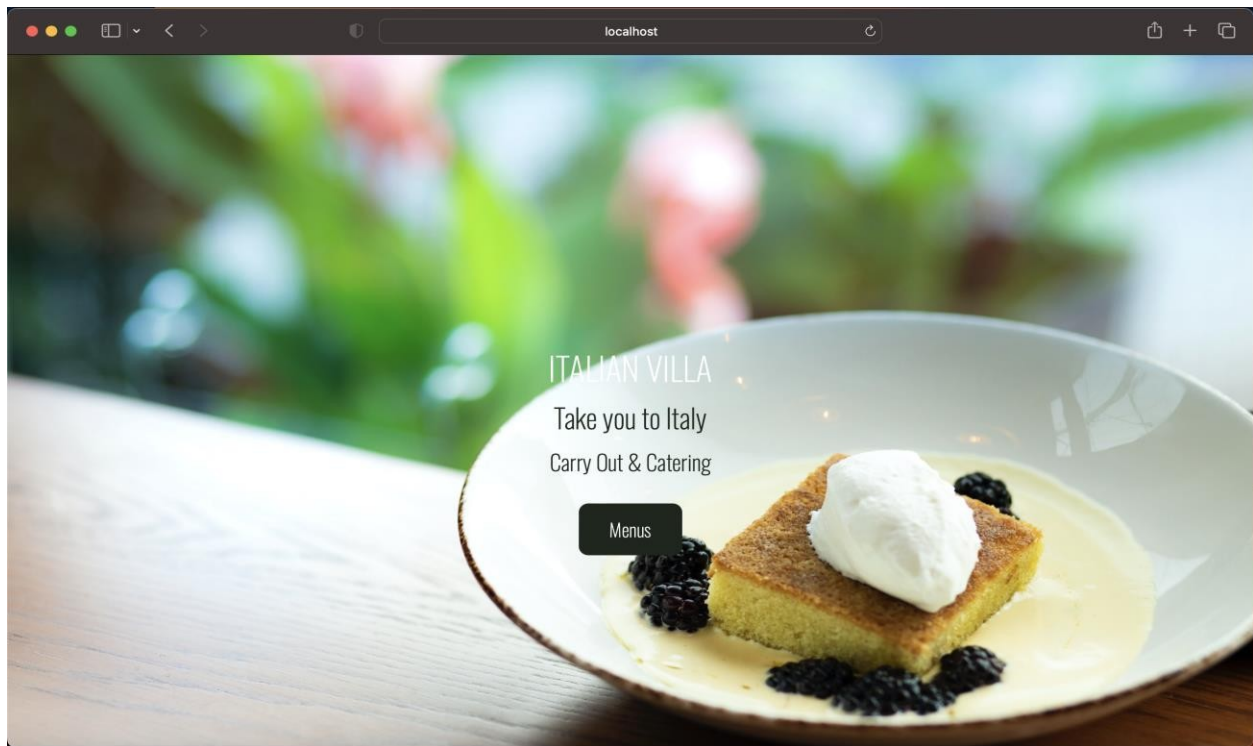 localhost
ITALIAN VILLA
Take you to Italy
Carry Out & Catering
Menus